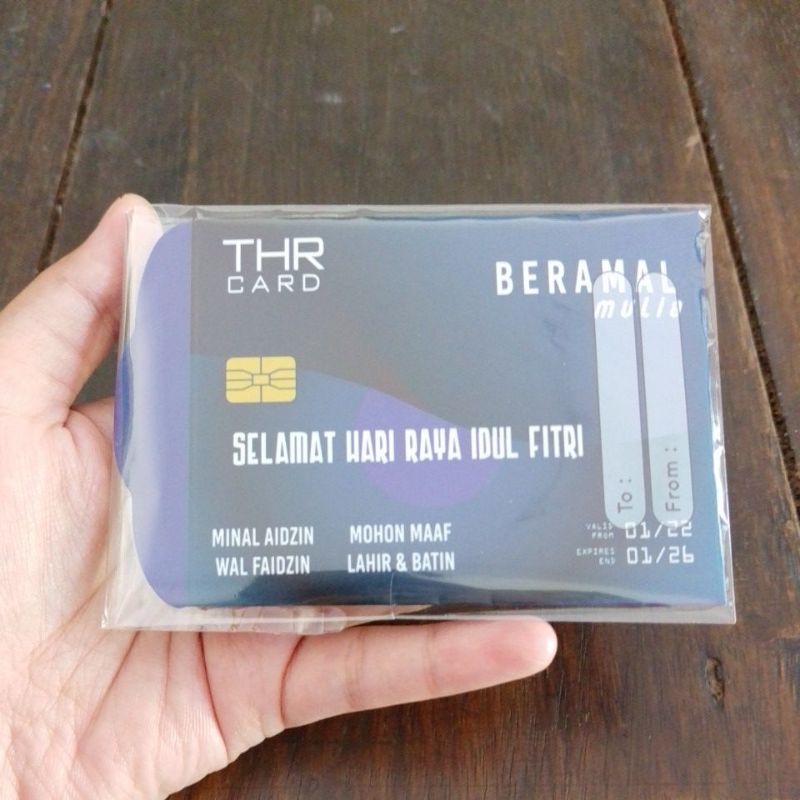 THR
CARD
BERAMAL
mulia
SELAMAT HARI RAYA IDUL FITRI
MINAL AIDZIN
WAL FAIDZIN
MOHON MAAF
LAHIR & BATIN
To :
From :
VALID FROM 01/22
EXPIRES END 01/26